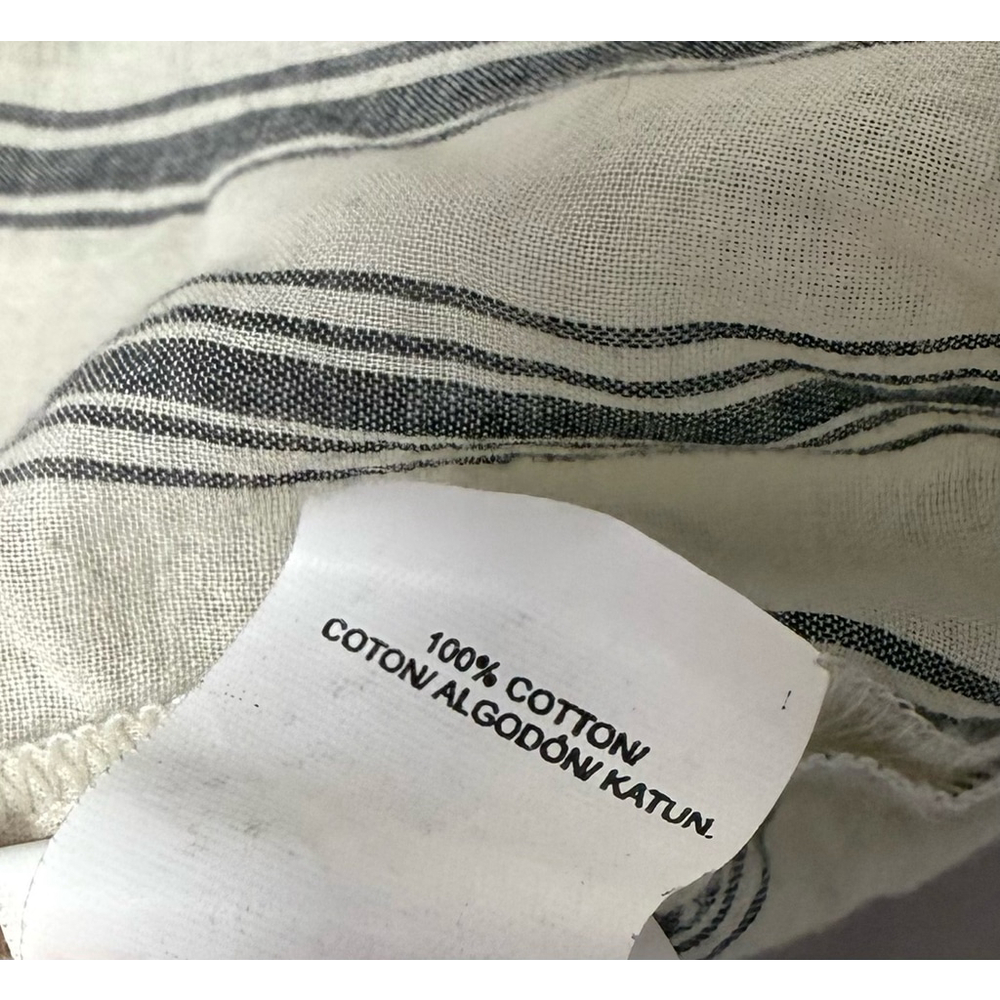 100% COTTON/
COTON/ ALGODÓN/ KATUN.